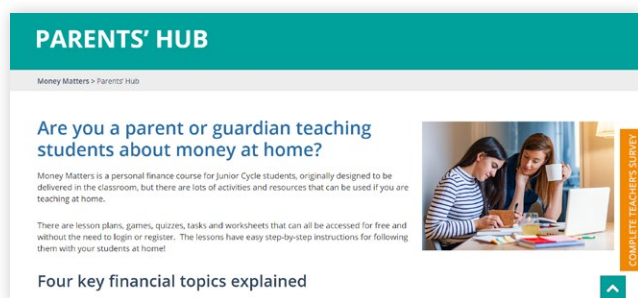 PARENTS' HUB
Money Matters > Parents' Hub
Are you a parent or guardian teaching
students about money at home?
Money Matters is a personal finance course for Junior Cycle students, originally designed to be
delivered in the classroom, but there are lots of activities and resources that can be used if you are
teaching at home.
There are lesson plans, games, quizzes, tasks and worksheets that can all be accessed for free and
without the need to login or register. The lessons have easy step-by-step instructions for following
them with your students at home!
Four key financial topics explained
COMPLETE TEACHER'S SURVEY